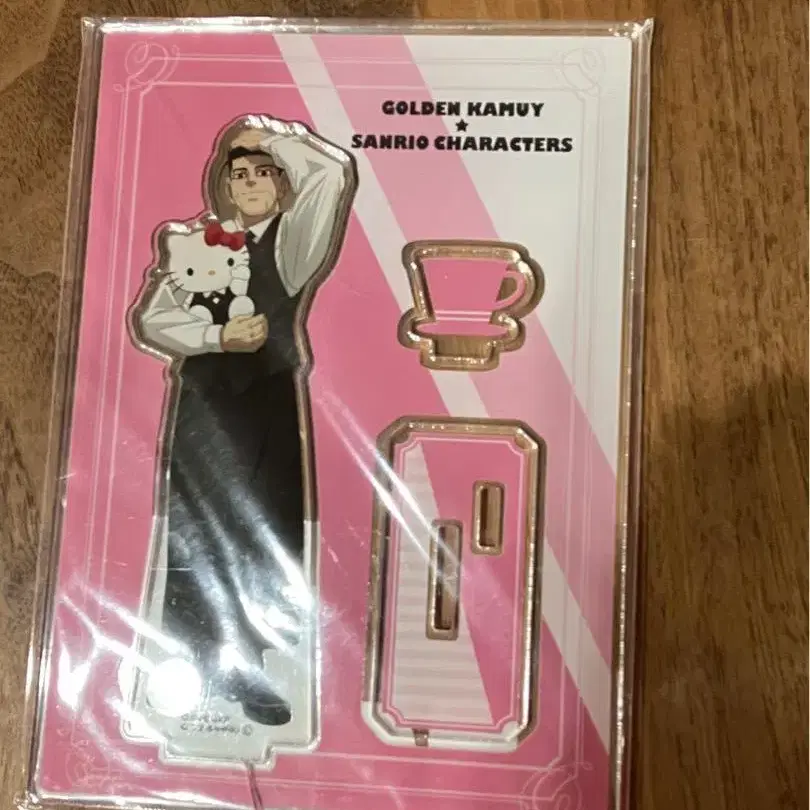 GOLDEN KAMUY
★
SANRIO CHARACTERS